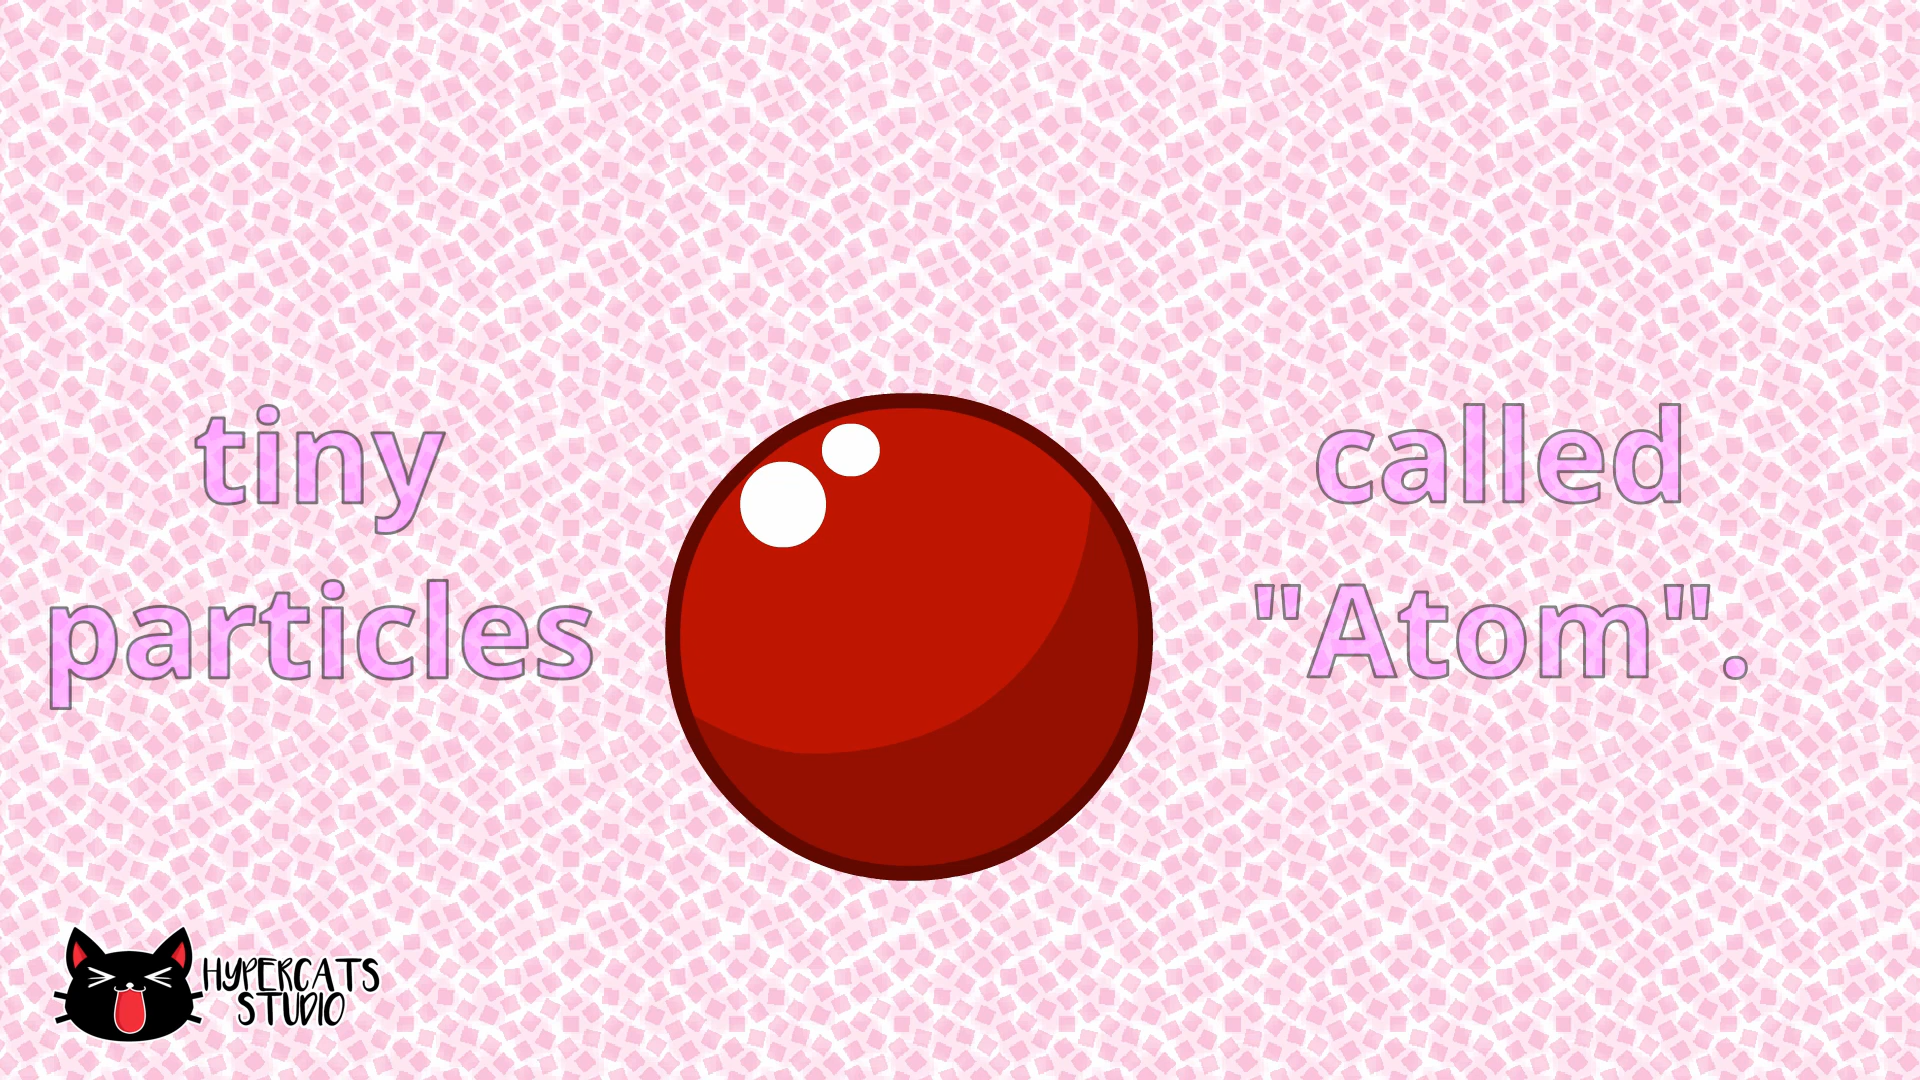 tiny
particles
called
"Atom".
HYPERCATS
STUDIO